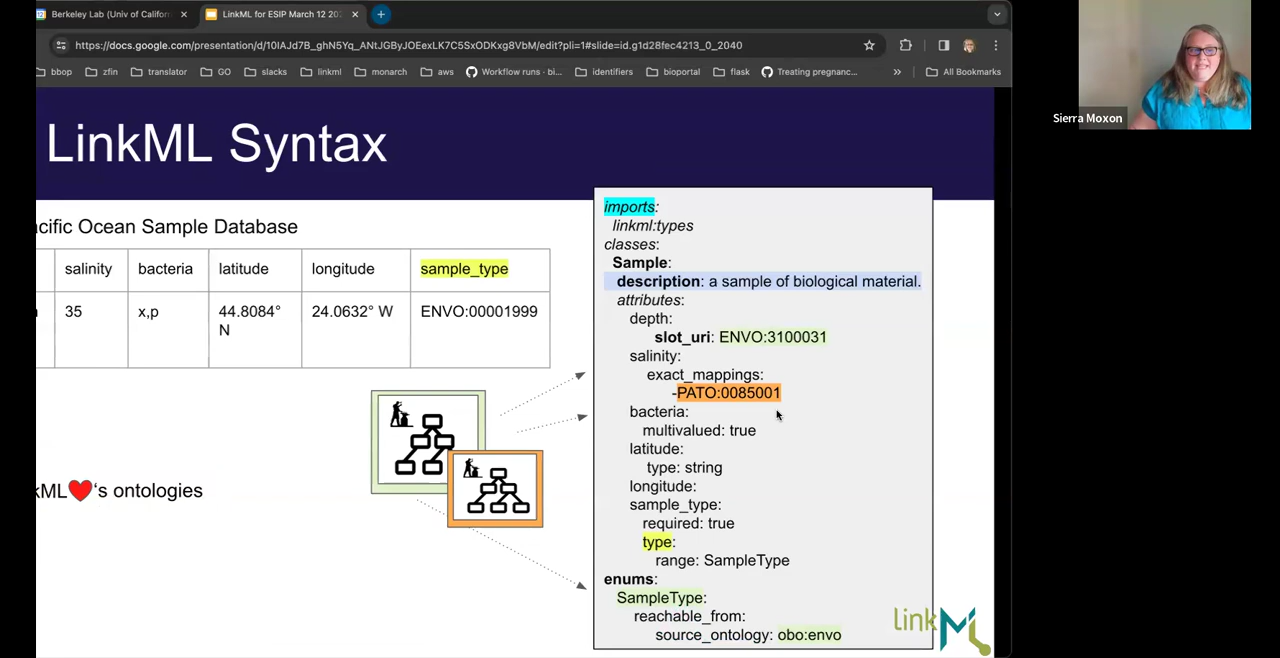 Berkeley Lab (Univ of Califor
LinkML for ESIP March 12 202
https://docs.google.com/presentation/d/10IAJd7B_ghN5Yq_ANtJGByJOEexLK7C5SxODKxg8VbM/edit?pli=1#slide=id.g1d28fec4213_0_2040
bbop
zfin
translator
GO
slacks
linkml
monarch
aws
Workflow runs · bi...
identifiers
bioportal
flask
Treating pregnanc...
»
All Bookmarks
Sierra Moxon
LinkML Syntax
cific Ocean Sample Database
salinity bacteria latitude longitude sample_type
35 x,p 44.8084° N 24.0632° W ENVO:00001999
kML❤️'s ontologies
imports:
linkml:types
classes:
Sample:
description: a sample of biological material.
attributes:
depth:
slot_uri: ENVO:3100031
salinity:
exact_mappings:
-PATO:0085001
bacteria:
multivalued: true
latitude:
type: string
longitude:
sample_type:
required: true
type:
range: SampleType
enums:
SampleType:
reachable_from:
source_ontology: obo:envo
linkML